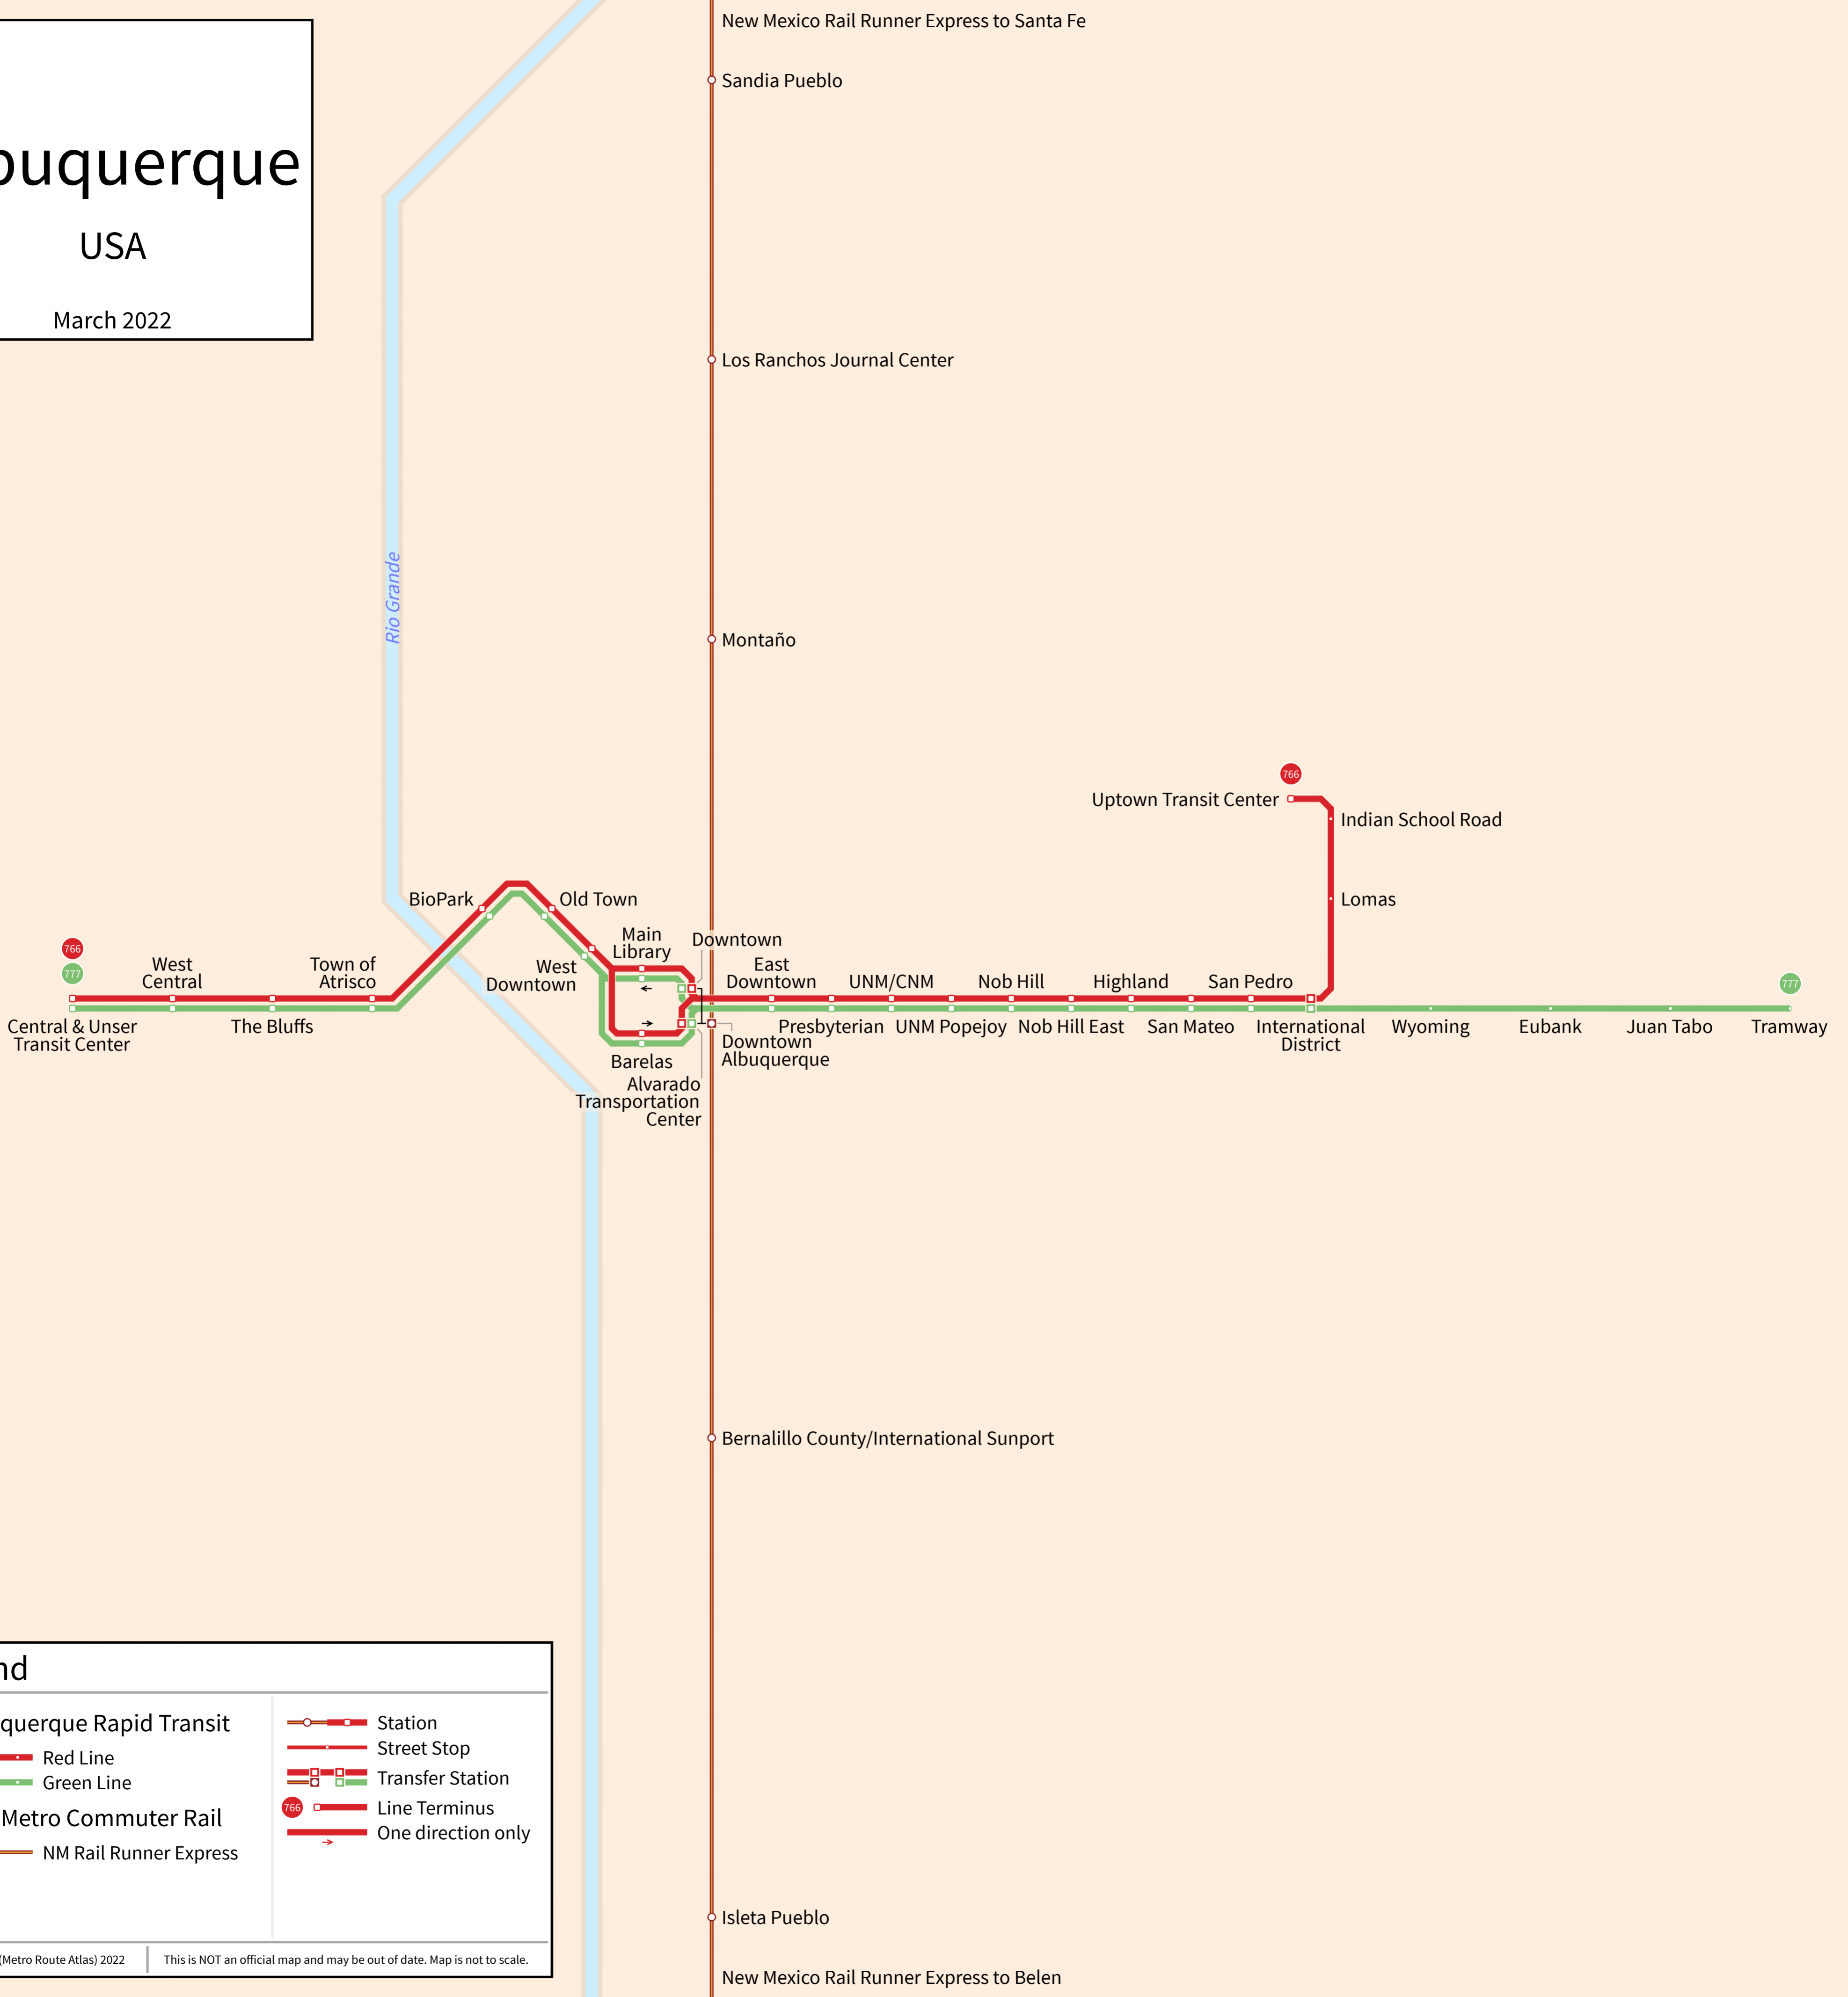 New Mexico Rail Runner Express to Santa Fe
Sandia Pueblo
buquerque
USA
March 2022
Los Ranchos Journal Center
Rio Grande
Montaño
766
Uptown Transit Center
Indian School Road
Lomas
BioPark
Old Town
Main
Library
Downtown
766
777
West
Central
Town of
Atrisco
West
Downtown
East
Downtown
UNM/CNM
Nob Hill
Highland
San Pedro
777
Central & Unser
Transit Center
The Bluffs
Presbyterian
UNM Popejoy
Nob Hill East
San Mateo
International
District
Wyoming
Eubank
Juan Tabo
Tramway
Downtown
Albuquerque
Barelas
Alvarado
Transportation
Center
Bernalillo County/International Sunport
nd
querque Rapid Transit
Red Line
Green Line
Metro Commuter Rail
NM Rail Runner Express
Station
Street Stop
Transfer Station
766
Line Terminus
One direction only
(Metro Route Atlas) 2022
This is NOT an official map and may be out of date. Map is not to scale.
Isleta Pueblo
New Mexico Rail Runner Express to Belen
(C) Metro Route Atlas 2022